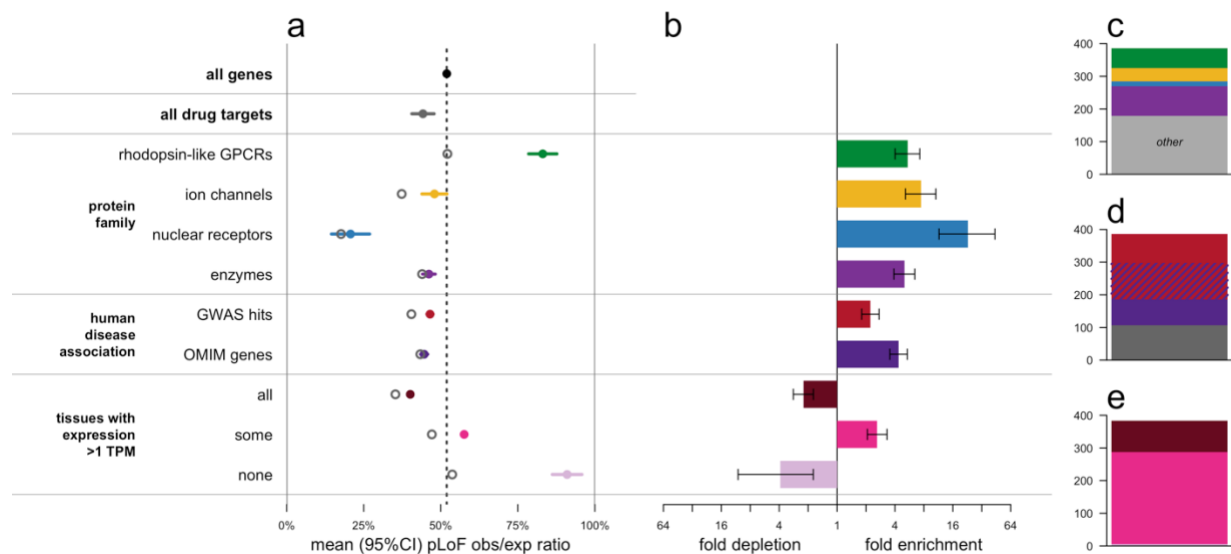 a
b
c
all genes
all drug targets
protein
family
rhodopsin-like GPCRs
ion channels
nuclear receptors
enzymes
human
disease
association
GWAS hits
OMIM genes
tissues with
expression
>1 TPM
all
some
none
0%
25%
50%
75%
100%
mean (95%CI) pLoF obs/exp ratio
64
16
4
1
4
16
64
fold depletion
fold enrichment
400
300
200
100
0
other
d
400
300
200
100
0
e
400
300
200
100
0